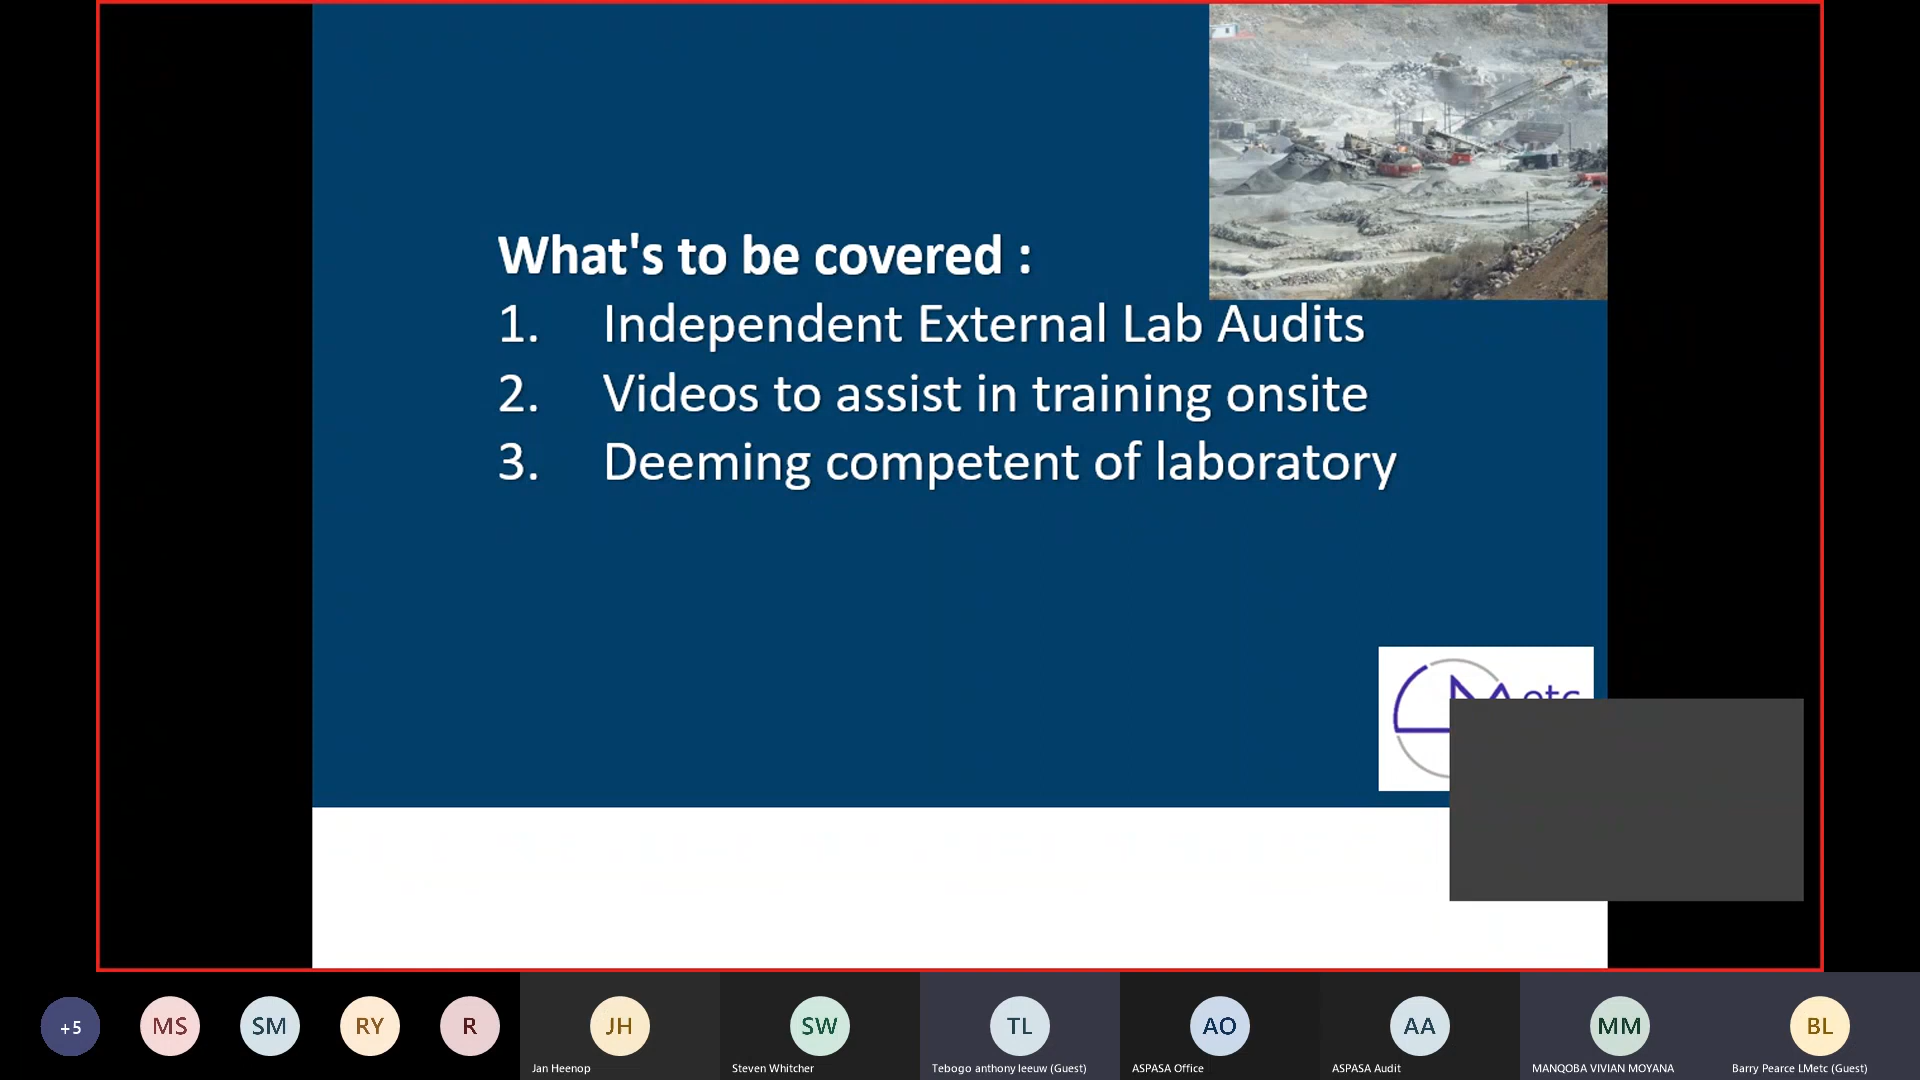 What's to be covered :
1. Independent External Lab Audits
2. Videos to assist in training onsite
3. Deeming competent of laboratory
etc
+5
MS
SM
RY
R
JH
SW
TL
AO
AA
MM
BL
Jan Heenop
Steven Whitcher
Tebogo anthony leeuw (Guest)
ASPASA Office
ASPASA Audit
MANQOBA VIVIAN MOYANA
Barry Pearce LMetc (Guest)